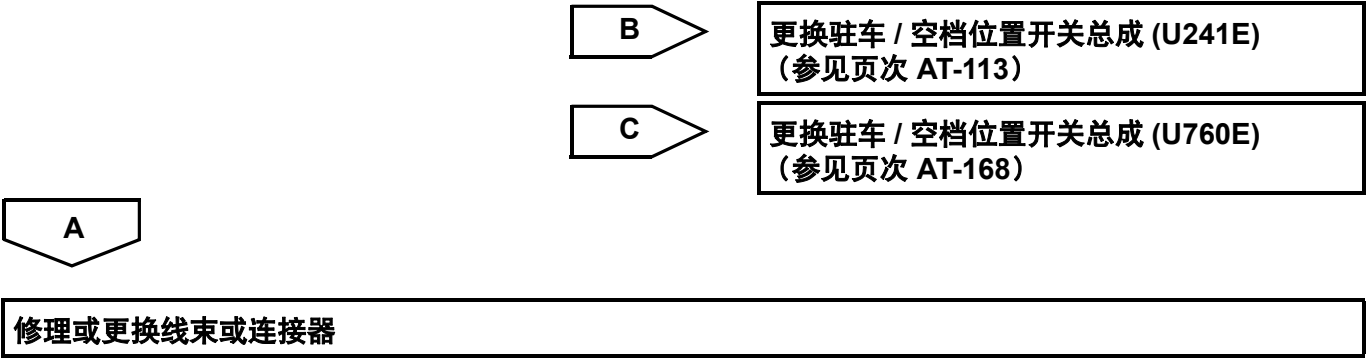 B
更换驻车 / 空档位置开关总成 (U241E)
（参见页次 AT-113）
C
更换驻车 / 空档位置开关总成 (U760E)
（参见页次 AT-168）
A
修理或更换线束或连接器